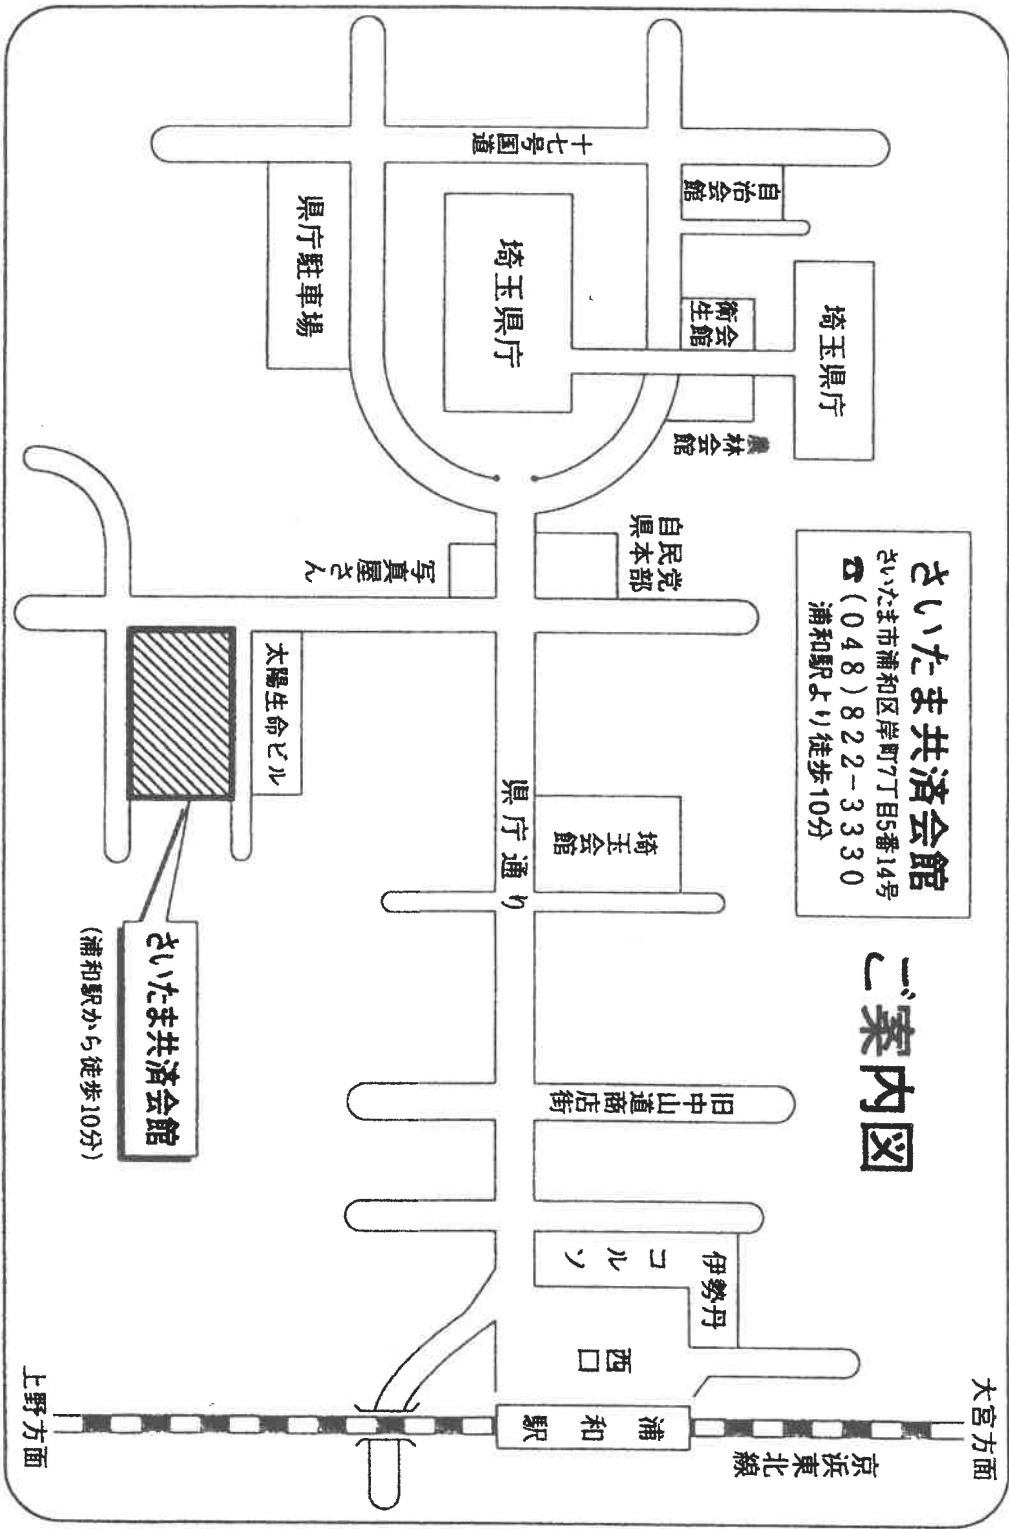 ご案内図
さいたま共済会館
さいたま市浦和区岸町7丁目5番14号
☎(048)822-3330
浦和駅より徒歩10分
大宮方面
京浜東北線
浦和駅
上野方面
西口
伊勢丹
コルソ
旧中山道商店街
埼玉会館
県庁通り
自民党
県本部
写真屋さん
太陽生命ビル
さいたま共済会館
(浦和駅から徒歩10分)
埼玉県庁
衛会
生館
農林会館
埼玉県庁
自治会館
県庁駐車場
十七号国道